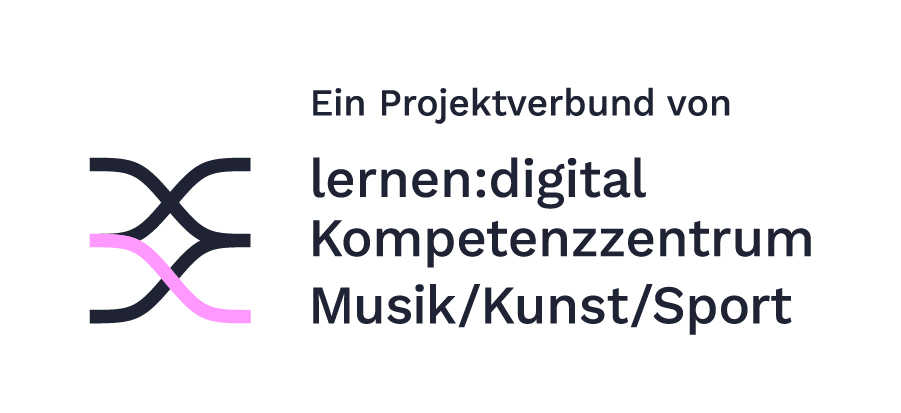 Ein Projektverbund von
lernen:digital
Kompetenzzentrum
Musik/Kunst/Sport